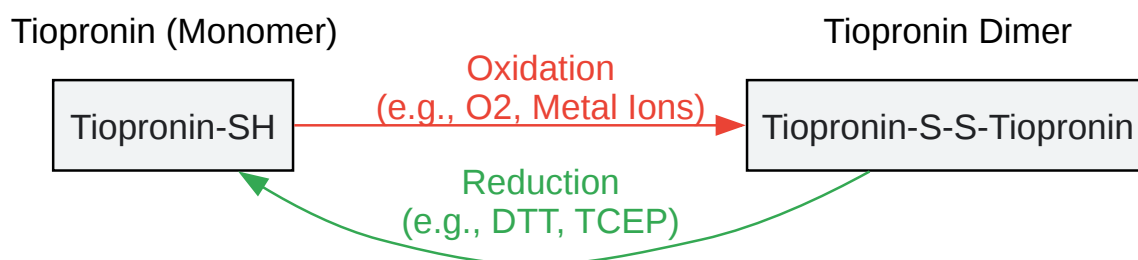 Tiopronin (Monomer)
Tiopronin Dimer
Oxidation
(e.g., O2, Metal Ions)
Tiopronin-SH
Tiopronin-S-S-Tiopronin
Reduction
(e.g., DTT, TCEP)